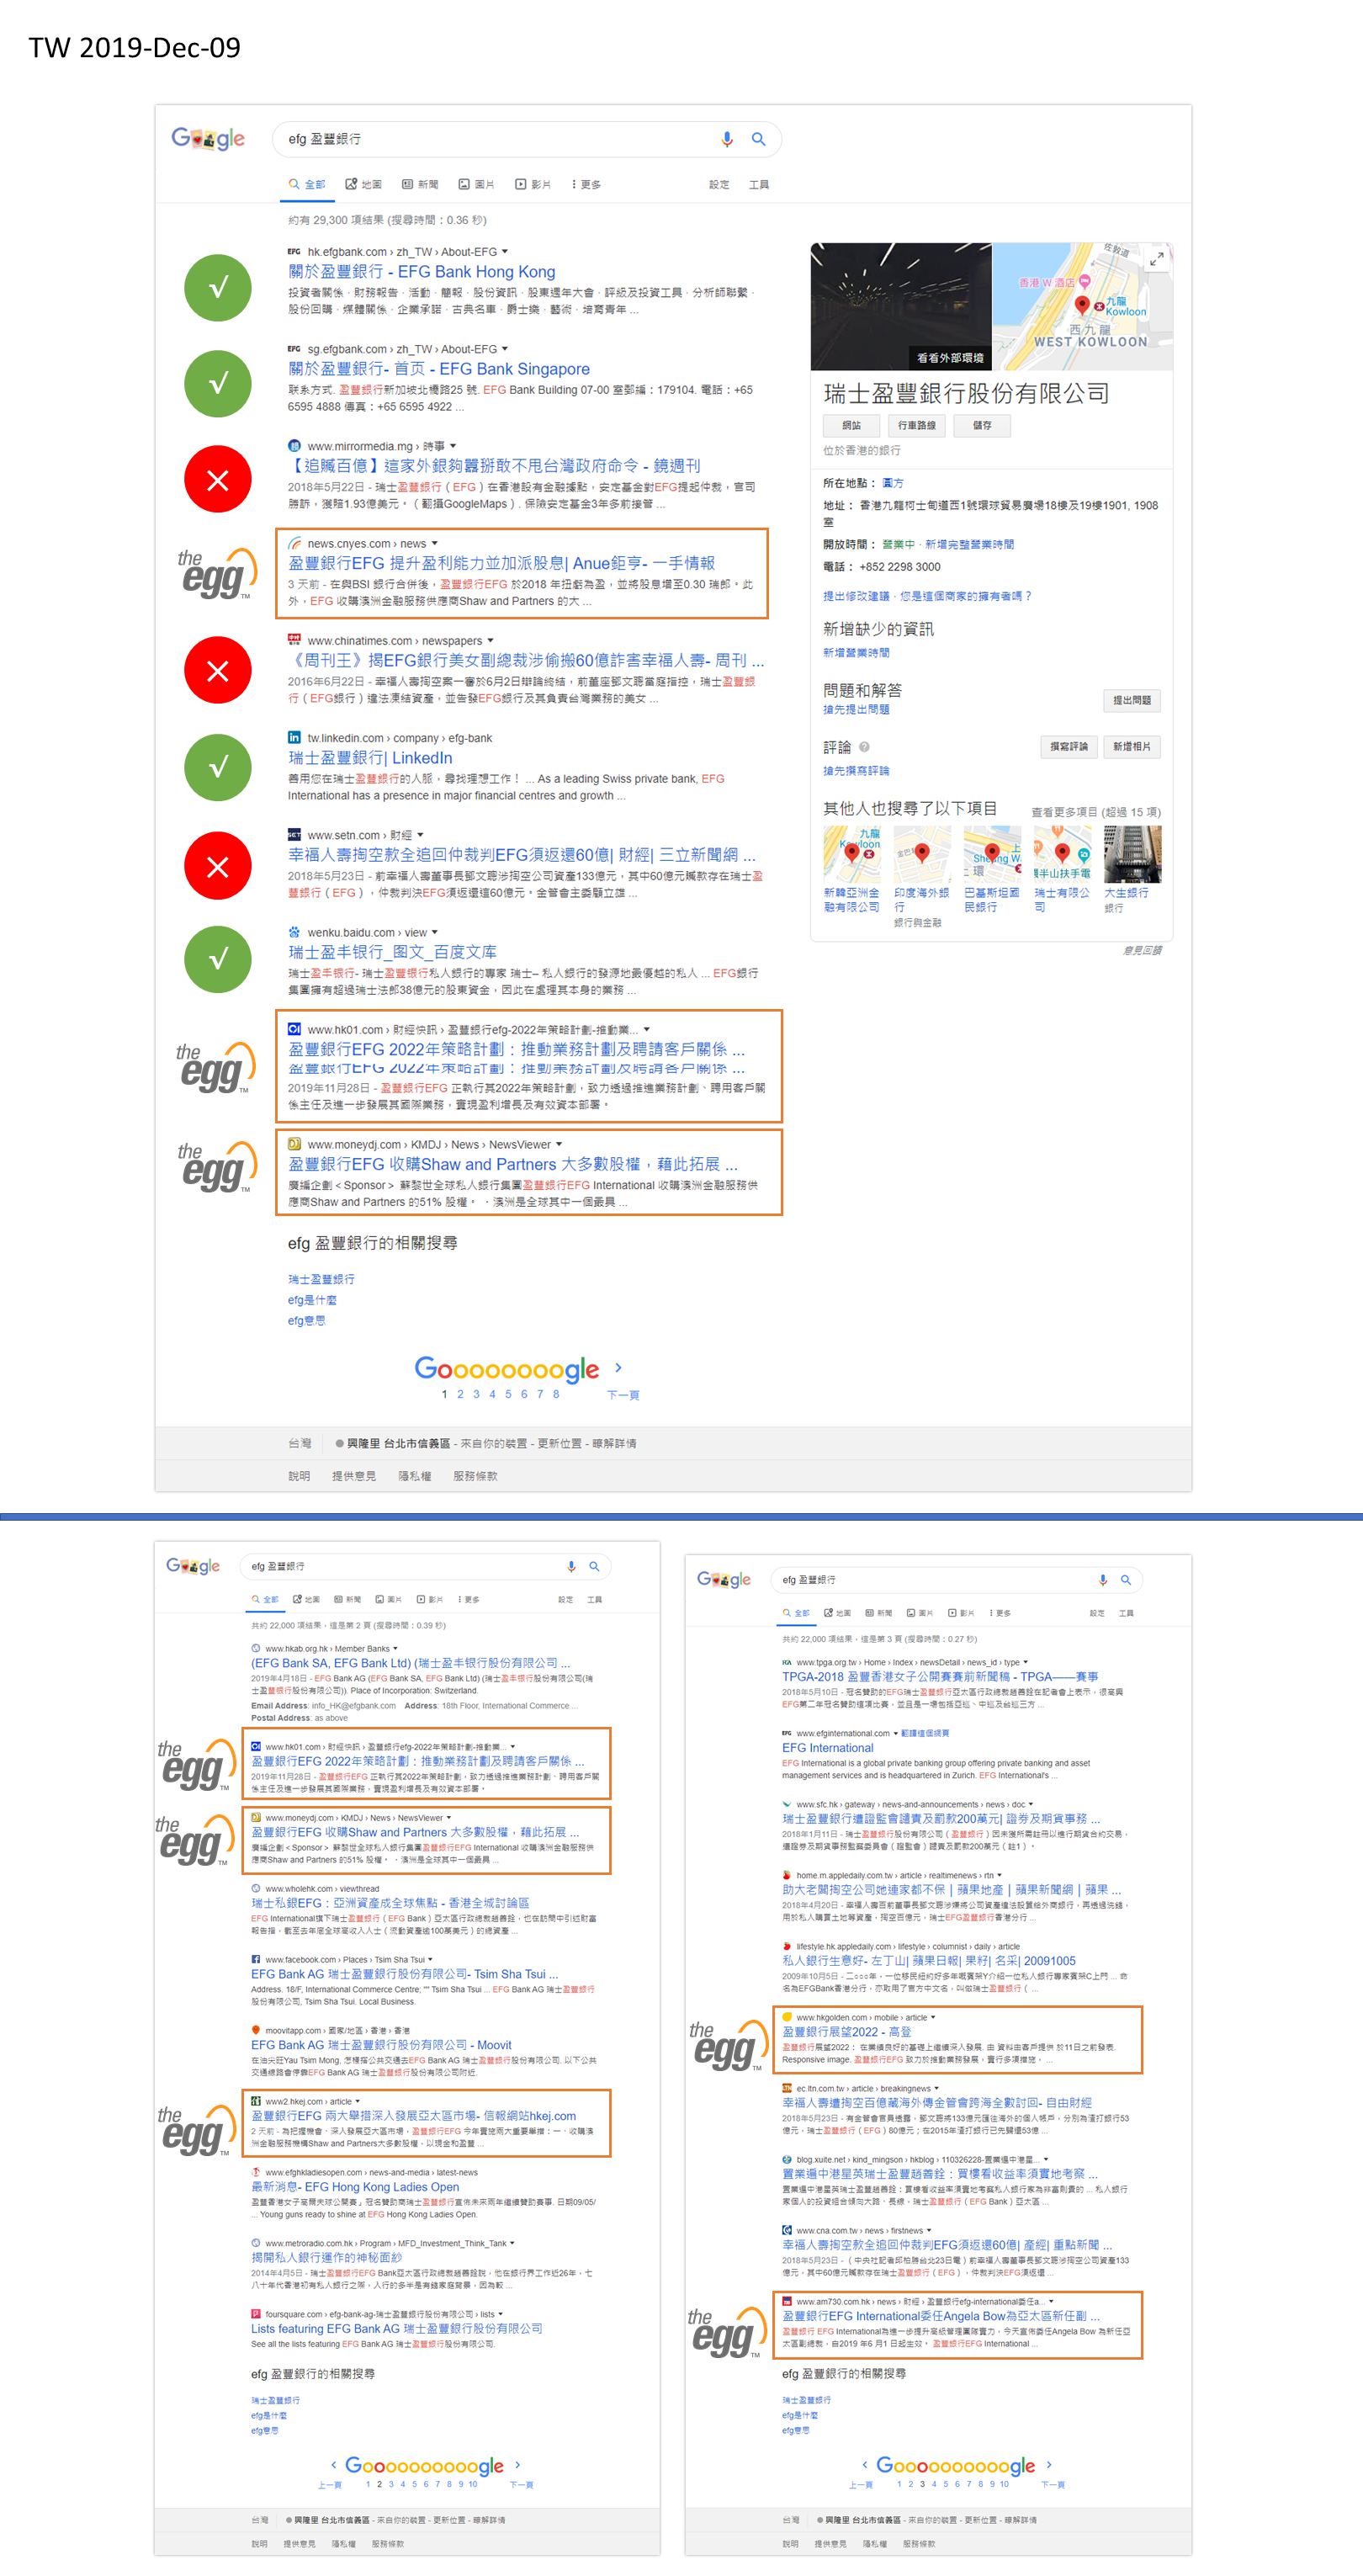 TW 2019-Dec-09
Google
efg 盈豐銀行
全部 地圖 新聞 圖片 影片 更多 設定 工具
約有 29,300 項結果 (搜尋時間：0.36 秒)
EFG hk.efgbank.com › zh_TW › About-EFG
關於盈豐銀行 - EFG Bank Hong Kong
投資者關係 · 財務報告 · 活動 · 簡報 · 股份資訊 · 股東週年大會 · 評級及投資工具 · 分析師聯繫 ·
股份回購 · 媒體關係 · 企業承諾 · 古典名車 · 爵士樂 · 藝術 · 培育青年 ...
EFG sg.efgbank.com › zh_TW › About-EFG
關於盈豐銀行- 首页 - EFG Bank Singapore
联系方式. 盈豐銀行新加坡北橋路25 號. EFG Bank Building 07-00 室郵編：179104. 電話：+65
6595 4888 傳真：+65 6595 4922 ...
www.mirrormedia.mg › 時事
【追贓百億】這家外銀夠囂掰敢不甩台灣政府命令 - 鏡週刊
2018年5月22日 - 瑞士盈豐銀行（EFG）在香港設有金融據點，安定基金對EFG提起仲裁，官司
勝訴，獲賠1.93億美元。（翻攝GoogleMaps）. 保險安定基金3年多前接管 ...
the egg TM
news.cnyes.com › news
盈豐銀行EFG 提升盈利能力並加派股息| Anue鉅亨- 一手情報
3 天前 - 在與BSI 銀行合併後，盈豐銀行EFG 於2018 年扭虧為盈，並將股息增至0.30 瑞郎。此
外，EFG 收購澳洲金融服務供應商Shaw and Partners 的大 ...
www.chinatimes.com › newspapers
《周刊王》揭EFG銀行美女副總裁涉偷搬60億詐害幸福人壽- 周刊 ...
2016年6月22日 - 幸福人壽掏空案一審於6月2日辯論終結，前董座鄧文聰當庭指控，瑞士盈豐銀
行（EFG銀行）違法凍結資產，並告發EFG銀行及其負責台灣業務的美女 ...
tw.linkedin.com › company › efg-bank
瑞士盈豐銀行| LinkedIn
善用您在瑞士盈豐銀行的人脈，尋找理想工作！ ... As a leading Swiss private bank, EFG
International has a presence in major financial centres and growth ...
www.setn.com › 財經
幸福人壽掏空款全追回仲裁判EFG須返還60億| 財經| 三立新聞網 ...
2018年5月23日 - 前幸福人壽董事長鄧文聰涉掏空公司資產133億元，其中60億元贓款存在瑞士盈
豐銀行（EFG），仲裁判決EFG須返還這60億元。金管會主委顧立雄 ...
wenku.baidu.com › view
瑞士盈丰银行_图文_百度文库
瑞士盈丰银行- 瑞士盈豐银行私人銀行的專家 瑞士– 私人銀行的發源地最優越的私人 ... EFG銀行
集團擁有超過瑞士法郎38億元的股東資金，因此在處理其本身的業務 ...
the egg TM
www.hk01.com › 財經快訊 › 盈豐銀行efg-2022年策略計劃-推動業...
盈豐銀行EFG 2022年策略計劃：推動業務計劃及聘請客戶關係 ...
盈豐銀行EFG 2022年策略計劃：推動業務計劃及聘請客戶關係 ...
2019年11月28日 - 盈豐銀行EFG 正執行其2022年策略計劃，致力透過推進業務計劃、聘用客戶關
係主任及進一步發展其國際業務，實現盈利增長及有效資本部署。
the egg TM
www.moneydj.com › KMDJ › News › NewsViewer
盈豐銀行EFG 收購Shaw and Partners 大多數股權，藉此拓展 ...
廣編企劃＜Sponsor＞ 蘇黎世全球私人銀行集團盈豐銀行EFG International 收購澳洲金融服務供
應商Shaw and Partners 的51% 股權。 · 澳洲是全球其中一個最具 ...
efg 盈豐銀行的相關搜尋
瑞士盈豐銀行
efg是什麼
efg意思
Gooooooooogle
1 2 3 4 5 6 7 8 下一頁
台灣 興隆里 台北市信義區 - 來自你的裝置 - 更新位置 - 瞭解詳情
說明 提供意見 隱私權 服務條款
看看外部環境
佐敦道
香港 W 酒店
九龍
Kowloon
西九龍
WEST KOWLOON
瑞士盈豐銀行股份有限公司
網站 行車路線 儲存
位於香港的銀行
所在地點： 圓方
地址： 香港九龍柯士甸道西1號環球貿易廣場18樓及19樓1901, 1908
室
開放時間： 營業中 · 新增完整營業時間
電話： +852 2298 3000
提出修改建議 · 您是這個商家的擁有者嗎？
新增缺少的資訊
新增營業時間
問題和解答
搶先提出問題
提出問題
評論
撰寫評論 新增相片
搶先撰寫評論
其他人也搜尋了以下項目 查看更多項目 (超過 15 項)
新韓亞洲金融有限公司
印度海外銀行
銀行與金融
巴基斯坦國民銀行
瑞士有限公司
大生銀行
銀行
意見回饋
Google
efg 盈豐銀行
全部 地圖 新聞 圖片 影片 更多 設定 工具
共約 22,000 項結果，這是第 2 頁 (搜尋時間：0.39 秒)
www.hkab.org.hk › Member Banks
(EFG Bank SA, EFG Bank Ltd) (瑞士盈丰银行股份有限公司 ...
2019年4月18日 - EFG Bank AG (EFG Bank SA, EFG Bank Ltd) (瑞士盈丰银行股份有限公司(瑞
士盈豐銀行股份有限公司)). Place of Incorporation: Switzerland.
Email Address: info_HK@efgbank.com Address: 18th Floor, International Commerce ...
Postal Address: as above
the egg TM
www.hk01.com › 財經快訊 › 盈豐銀行efg-2022年策略計劃-推動業...
盈豐銀行EFG 2022年策略計劃：推動業務計劃及聘請客戶關係 ...
2019年11月28日 - 盈豐銀行EFG 正執行其2022年策略計劃，致力透過推進業務計劃、聘用客戶關
係主任及進一步發展其國際業務，實現盈利增長及有效資本部署。
the egg TM
www.moneydj.com › KMDJ › News › NewsViewer
盈豐銀行EFG 收購Shaw and Partners 大多數股權，藉此拓展 ...
廣編企劃＜Sponsor＞ 蘇黎世全球私人銀行集團盈豐銀行EFG International 收購澳洲金融服務供
應商Shaw and Partners 的51% 股權。 · 澳洲是全球其中一個最具 ...
www.wholehk.com › viewthread
瑞士私銀EFG：亞洲資產成全球焦點 - 香港全城討論區
EFG International旗下瑞士盈豐銀行（EFG Bank）亞太區行政總裁趙善銓，也在訪問中引述財富
報告指，截至去年底全球高收入人士（流動資產逾100萬美元）的總資產 ...
www.facebook.com › Places › Tsim Sha Tsui
EFG Bank AG 瑞士盈豐銀行股份有限公司- Tsim Sha Tsui ...
Address. 18/F, International Commerce Centre; "" Tsim Sha Tsui ... EFG Bank AG 瑞士盈豐銀行
股份有限公司, Tsim Sha Tsui. Local Business.
moovitapp.com › 國家/地區 › 香港 › 香港
EFG Bank AG 瑞士盈豐銀行股份有限公司 - Moovit
在油尖旺Yau Tsim Mong, 怎樣搭公共交通去EFG Bank AG 瑞士盈豐銀行股份有限公司. 以下公共
交通線路會停靠EFG Bank AG 瑞士盈豐銀行股份有限公司附近.
the egg TM
www2.hkej.com › article
盈豐銀行EFG 兩大舉措深入發展亞太區市場- 信報網站hkej.com
2 天前 - 為把握機會，深入發展亞太區市場，盈豐銀行EFG 今年實施兩大重要舉措：一．收購澳
洲金融服務機構Shaw and Partners大多數股權，以現金和盈豐 ...
www.efghkladiesopen.com › news-and-media › latest-news
最新消息- EFG Hong Kong Ladies Open
盈豐香港女子高爾夫球公開賽」冠名贊助商瑞士盈豐銀行宣佈未來兩年繼續贊助賽事. 日期09/05/
... Young guns ready to shine at EFG Hong Kong Ladies Open.
www.metroradio.com.hk › Program › MFD_Investment_Think_Tank
揭開私人銀行運作的神秘面紗
2014年4月5日 - 瑞士盈豐銀行EFG Bank亞太區行政總裁趙善銓說，他在銀行界工作近26年，七
八十年代香港初有私人銀行之際，入行的多半是有錢家庭背景，因為較 ...
foursquare.com › efg-bank-ag-瑞士盈豐銀行股份有限公司 › lists
Lists featuring EFG Bank AG 瑞士盈豐銀行股份有限公司
See all the lists featuring EFG Bank AG 瑞士盈豐銀行股份有限公司.
efg 盈豐銀行的相關搜尋
瑞士盈豐銀行
efg是什麼
efg意思
Goooooooooogle
上一頁 1 2 3 4 5 6 7 8 9 10 下一頁
台灣 興隆里 台北市信義區 - 來自你的裝置 - 更新位置 - 瞭解詳情
說明 提供意見 隱私權 服務條款
Google
efg 盈豐銀行
全部 地圖 新聞 圖片 影片 更多 設定 工具
共約 22,000 項結果，這是第 3 頁 (搜尋時間：0.27 秒)
www.tpga.org.tw › Home › Index › newsDetail › news_id › type
TPGA-2018 盈豐香港女子公開賽賽前新聞稿 - TPGA——賽事
2018年5月10日 - 冠名贊助的EFG瑞士盈豐銀行亞太區行政總裁趙善銓在記者會上表示，很高興
EFG第二年冠名贊助這項比賽，並且是一場包括亞巡、中巡及台巡三方 ...
EFG www.efginternational.com 翻譯這個網頁
EFG International
EFG International is a global private banking group offering private banking and asset
management services and is headquartered in Zurich. EFG International's ...
www.sfc.hk › gateway › news-and-announcements › news › doc
瑞士盈豐銀行遭證監會譴責及罰款200萬元| 證券及期貨事務 ...
2018年1月11日 - 瑞士盈豐銀行股份有限公司（盈豐銀行）因未獲所需註冊以進行期貨合約交易，
遭證券及期貨事務監察委員會（證監會）譴責及罰款200萬元（註1）。
home.m.appledaily.com.tw › article › realtimenews › rtn
助大老闆掏空公司她連家都不保｜蘋果地產｜蘋果新聞網｜蘋果 ...
2018年4月20日 - 幸福人壽百前董事長鄧文聰涉嫌將公司資產違法設質給外商銀行，再透過洗錢，
用於私人購買土地等資產，掏空百億元，瑞士EFG盈豐銀行香港分行 ...
lifestyle.hk.appledaily.com › lifestyle › columnist › daily › article
私人銀行生意好- 左丁山| 蘋果日報| 果籽| 名采| 20091005
2009年10月5日 - 二○○○年，一位移民紐約好多年嘅賓架Y介紹一位私人銀行專家賓架C上門 ... 命
名為EFGBank香港分行，亦取用了官方中文名，叫做瑞士盈豐銀行（ ...
the egg TM
www.hkgolden.com › mobile › article
盈豐銀行展望2022 - 高登
盈豐銀行展望2022： 在業績良好的基礎上繼續深入發展. 由 資料由客戶提供 於11日之前發表.
Responsive image. 盈豐銀行EFG 致力於推動業務發展，實行多項措施， ...
ec.ltn.com.tw › article › breakingnews
幸福人壽遭掏空百億藏海外傳金管會跨海全數討回- 自由財經
2018年5月23日 - 有金管會官員透露，鄧文聰將133億元匯往海外的個人帳戶，分別為渣打銀行53
億元，瑞士盈豐銀行（EFG）80億元；在2015年渣打銀行已先歸還53億 ...
blog.xuite.net › kind_mingson › hkblog › 110326228-置業遍中港星...
置業遍中港星英瑞士盈豐趙善銓：買樓看收益率須實地考察 ...
置業遍中港星英瑞士盈豐趙善銓：買樓看收益率須實地考察私人銀行家為非富則貴的 ... 私人銀行
家個人的投資組合傾向大路、長線，瑞士盈豐銀行（EFG Bank）亞太區 ...
www.cna.com.tw › news › firstnews
幸福人壽掏空款全追回仲裁判EFG須返還60億| 產經| 重點新聞 ...
2018年5月23日 -（中央社記者邱柏勝台北23日電）前幸福人壽董事長鄧文聰涉掏空公司資產133
億元，其中60億元贓款存在瑞士盈豐銀行（EFG），仲裁判決EFG須返還 ...
the egg TM
www.am730.com.hk › news › 財經 › 盈豐銀行efg-international委任a...
盈豐銀行EFG International委任Angela Bow為亞太區新任副 ...
盈豐銀行 EFG International為進一步提升高級管理團隊實力，今天宣佈委任Angela Bow 為新任亞
太區副總裁，自2019 年6 月1 日起生效。 盈豐銀行EFG International ...
efg 盈豐銀行的相關搜尋
瑞士盈豐銀行
efg是什麼
efg意思
Goooooooooogle
上一頁 1 2 3 4 5 6 7 8 9 10 下一頁
台灣 興隆里 台北市信義區 - 來自你的裝置 - 更新位置 - 瞭解詳情
說明 提供意見 隱私權 服務條款